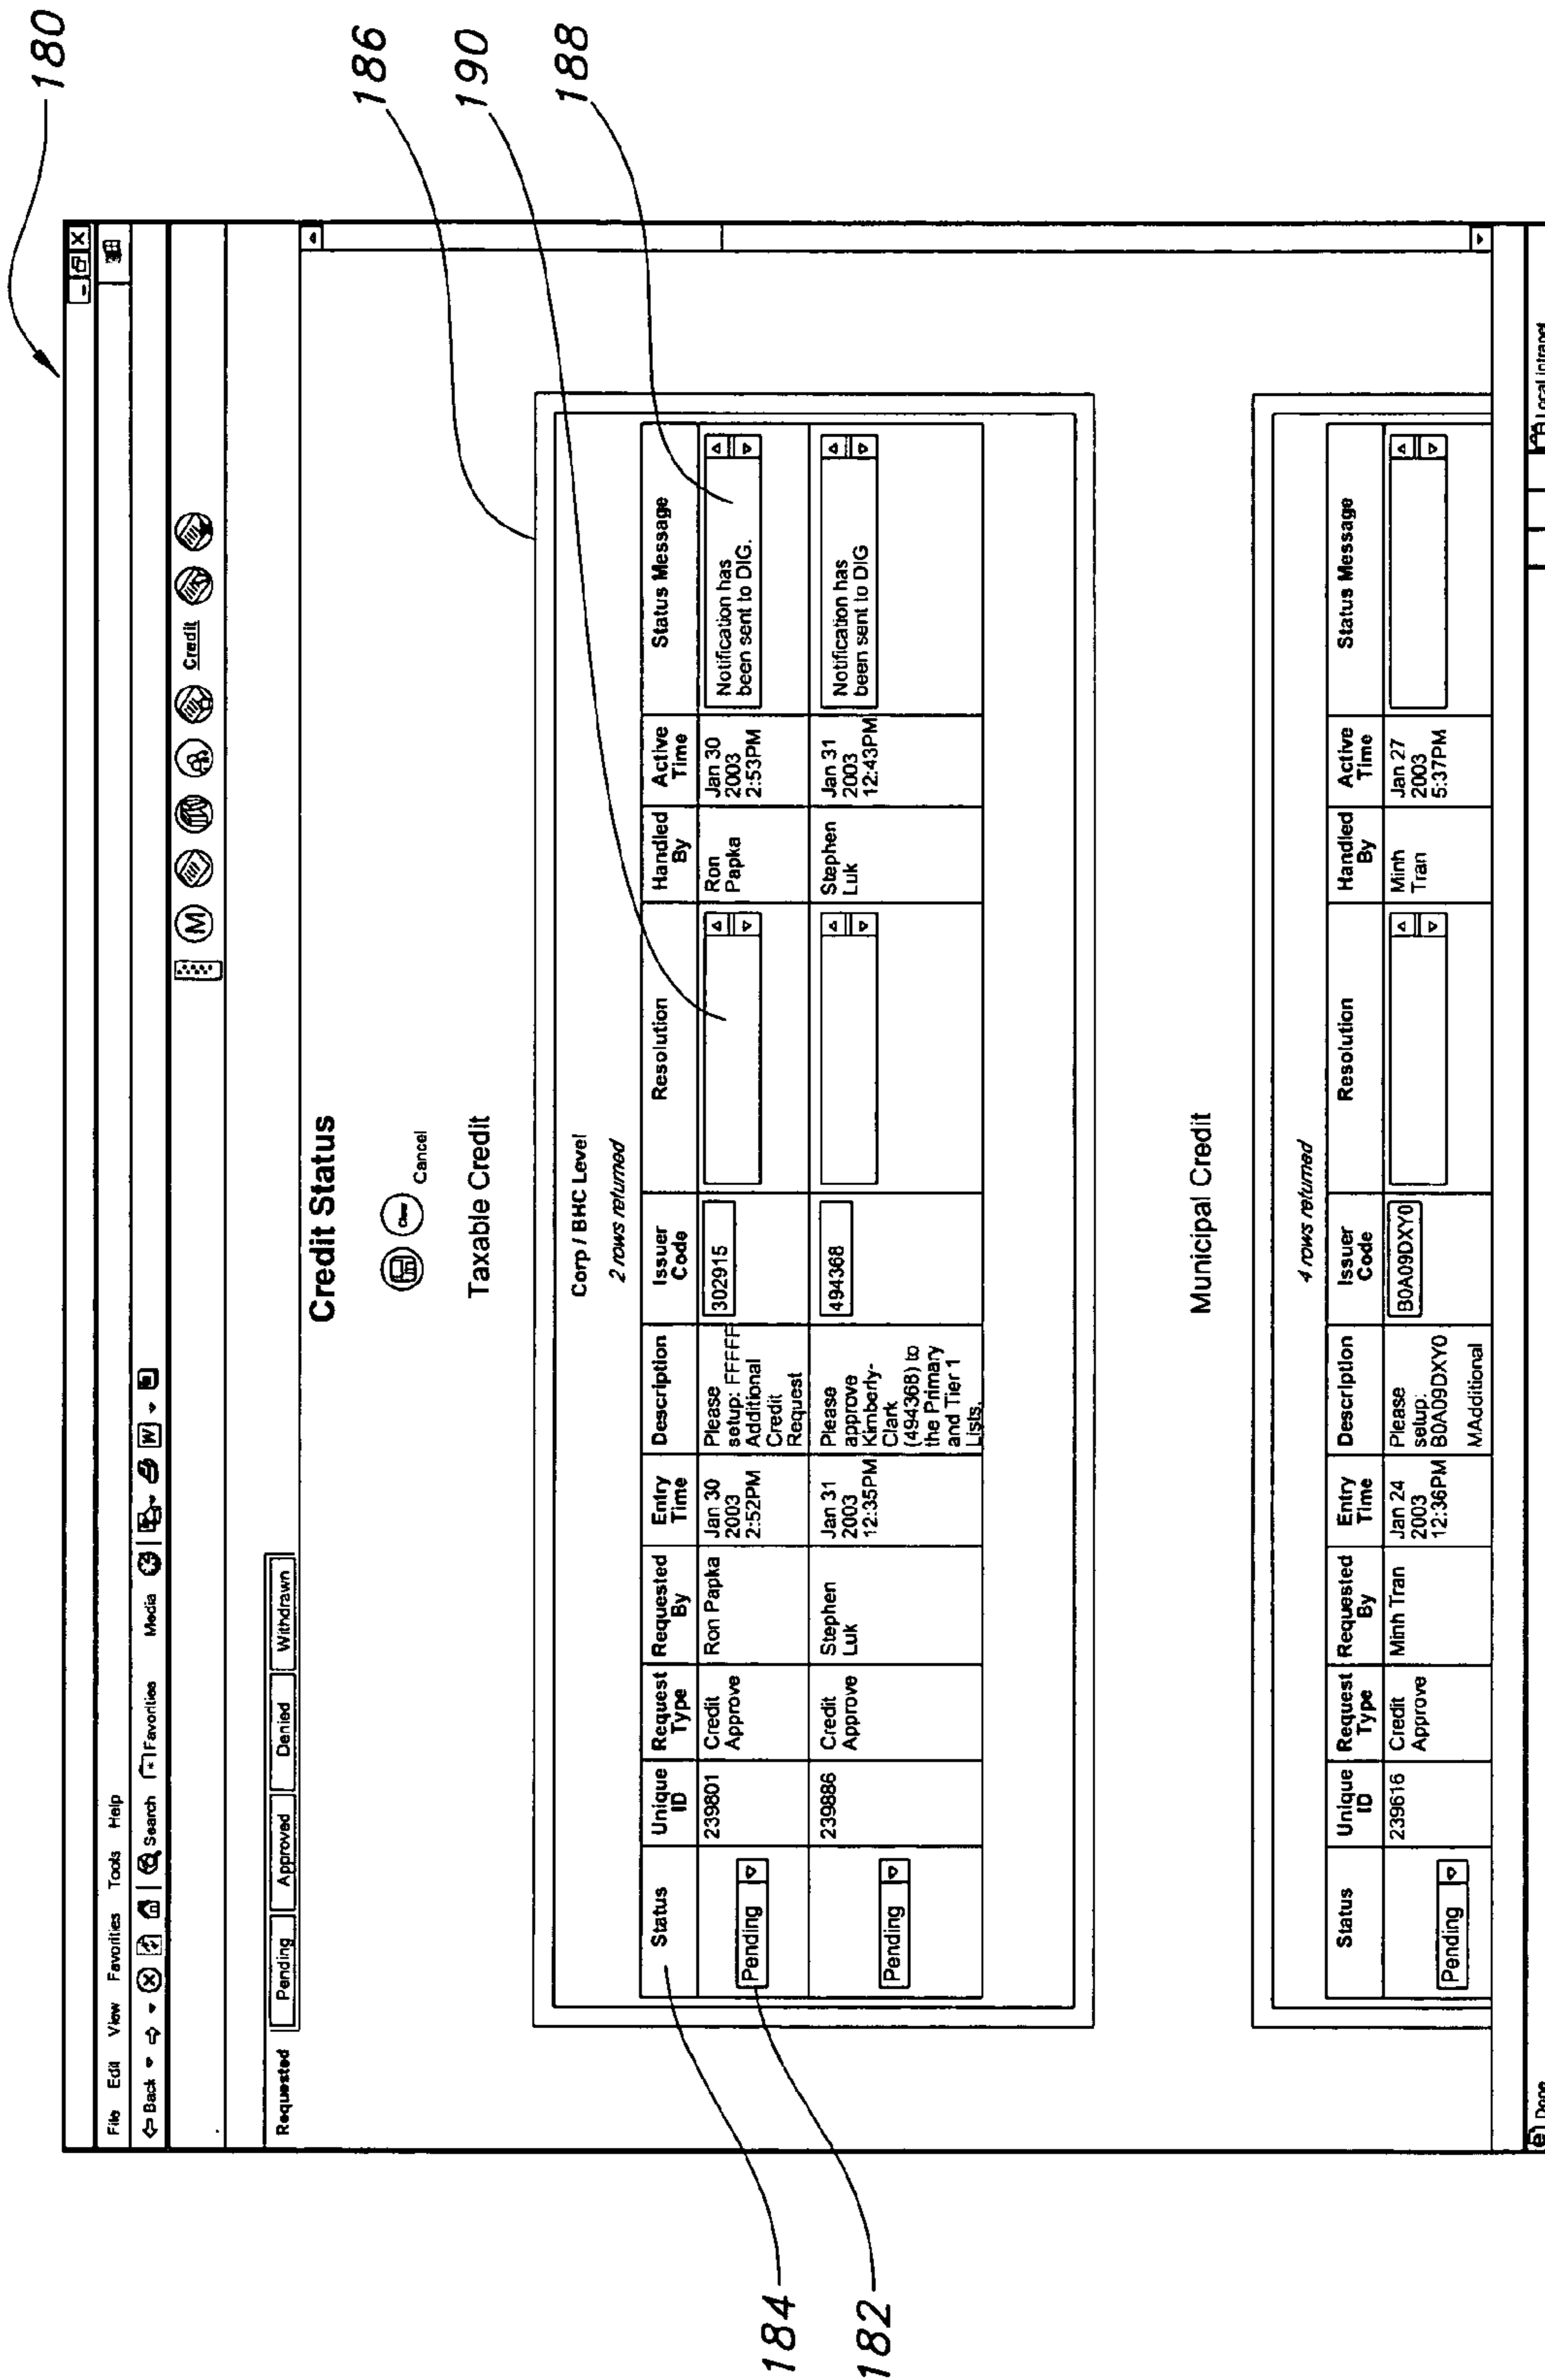 180
186
190
188
File Edit View Favorites Tools Help
Back Search Favorites Media W
M Credit
Requested Pending Approved Denied Withdrawn
Credit Status
Clear Cancel
Taxable Credit
Corp / BHC Level
2 rows returned
Status Unique ID Request Type Requested By Entry Time Description Issuer Code Resolution Handled By Active Time Status Message
Pending 239801 Credit Approve Ron Papka Jan 30 2003 2:52PM Please setup: FFFFF Additional Credit Request 302915 Ron Papka Jan 30 2003 2:53PM Notification has been sent to DIG.
Pending 239886 Credit Approve Stephen Luk Jan 31 2003 12:35PM Please approve Kimberly-Clark (494368) to the Primary and Tier 1 Lists. 494368 Stephen Luk Jan 31 2003 12:43PM Notification has been sent to DIG
Municipal Credit
4 rows returned
Status Unique ID Request Type Requested By Entry Time Description Issuer Code Resolution Handled By Active Time Status Message
Pending 239616 Credit Approve Minh Tran Jan 24 2003 12:36PM Please setup: B0A09DXY0 MAdditional B0A09DXY0 Minh Tran Jan 27 2003 5:37PM
Done Local intranet
184
182